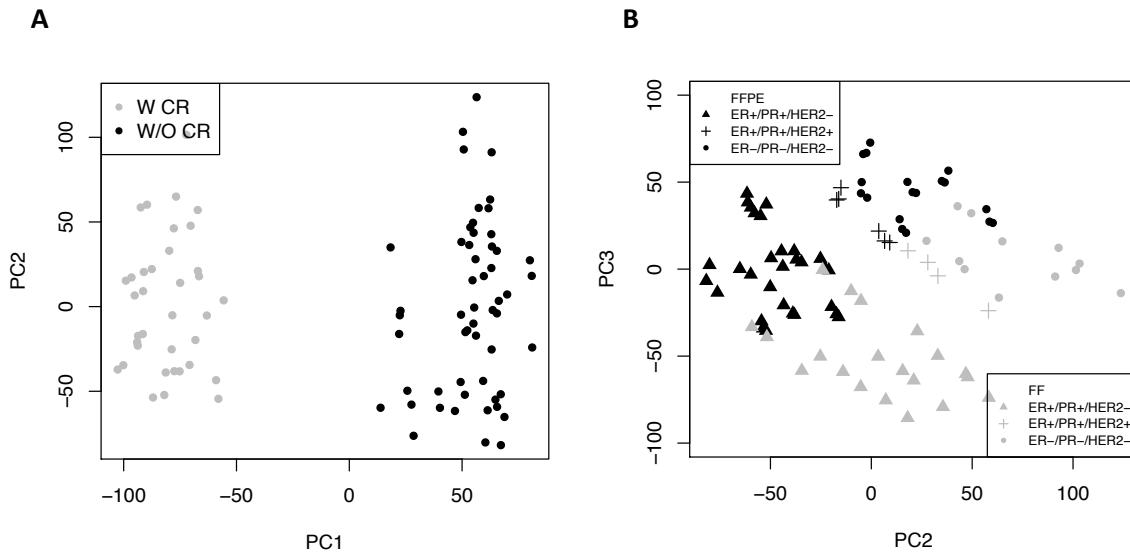 A
W CR
W/O CR
100
50
0
−50
PC2
−100
−50
0
50
PC1
B
FFPE
ER+/PR+/HER2−
ER+/PR+/HER2+
ER−/PR−/HER2−
100
50
0
−50
−100
PC3
FF
ER+/PR+/HER2−
ER+/PR+/HER2+
ER−/PR−/HER2−
−50
0
50
100
PC2